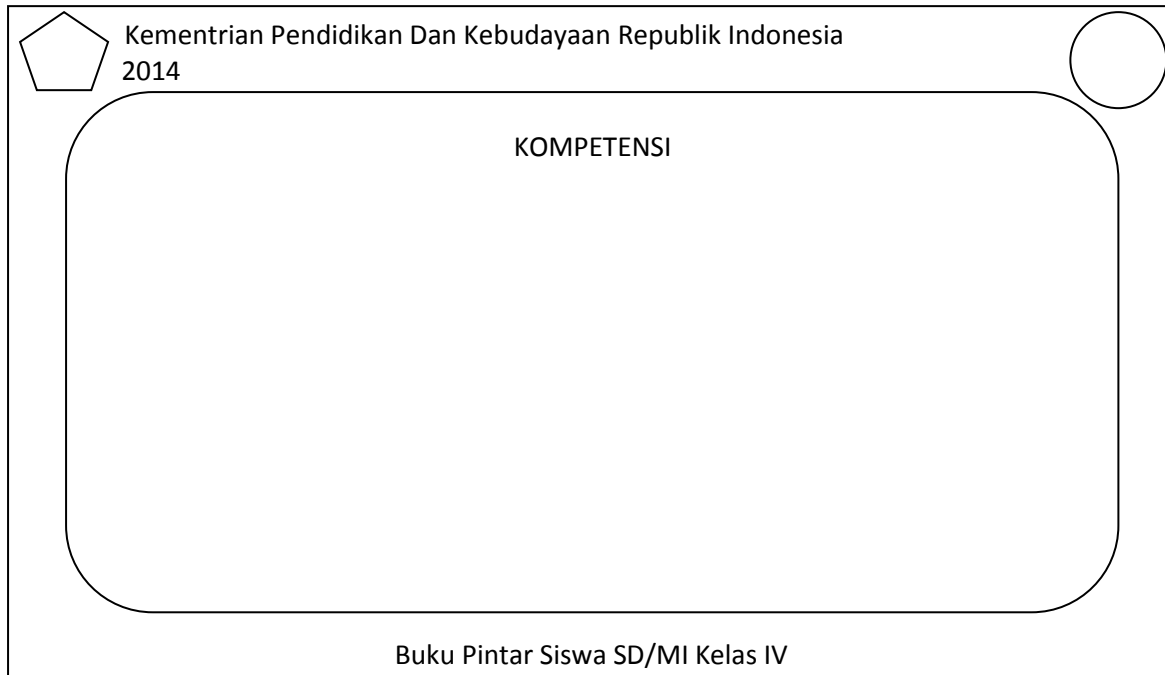 Kementrian Pendidikan Dan Kebudayaan Republik Indonesia
2014
KOMPETENSI
Buku Pintar Siswa SD/MI Kelas IV